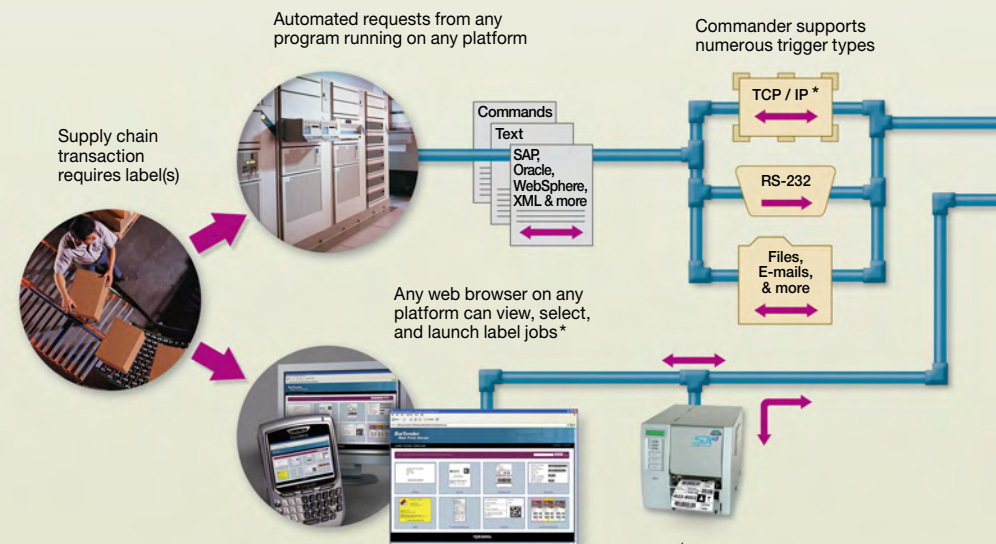 Automated requests from any
program running on any platform
Commander supports
numerous trigger types
Supply chain
transaction
requires label(s)
Commands
Text
SAP,
Oracle,
WebSphere,
XML & more
TCP / IP *
RS-232
Files,
E-mails,
& more
Any web browser on any
platform can view, select,
and launch label jobs*
BarTender